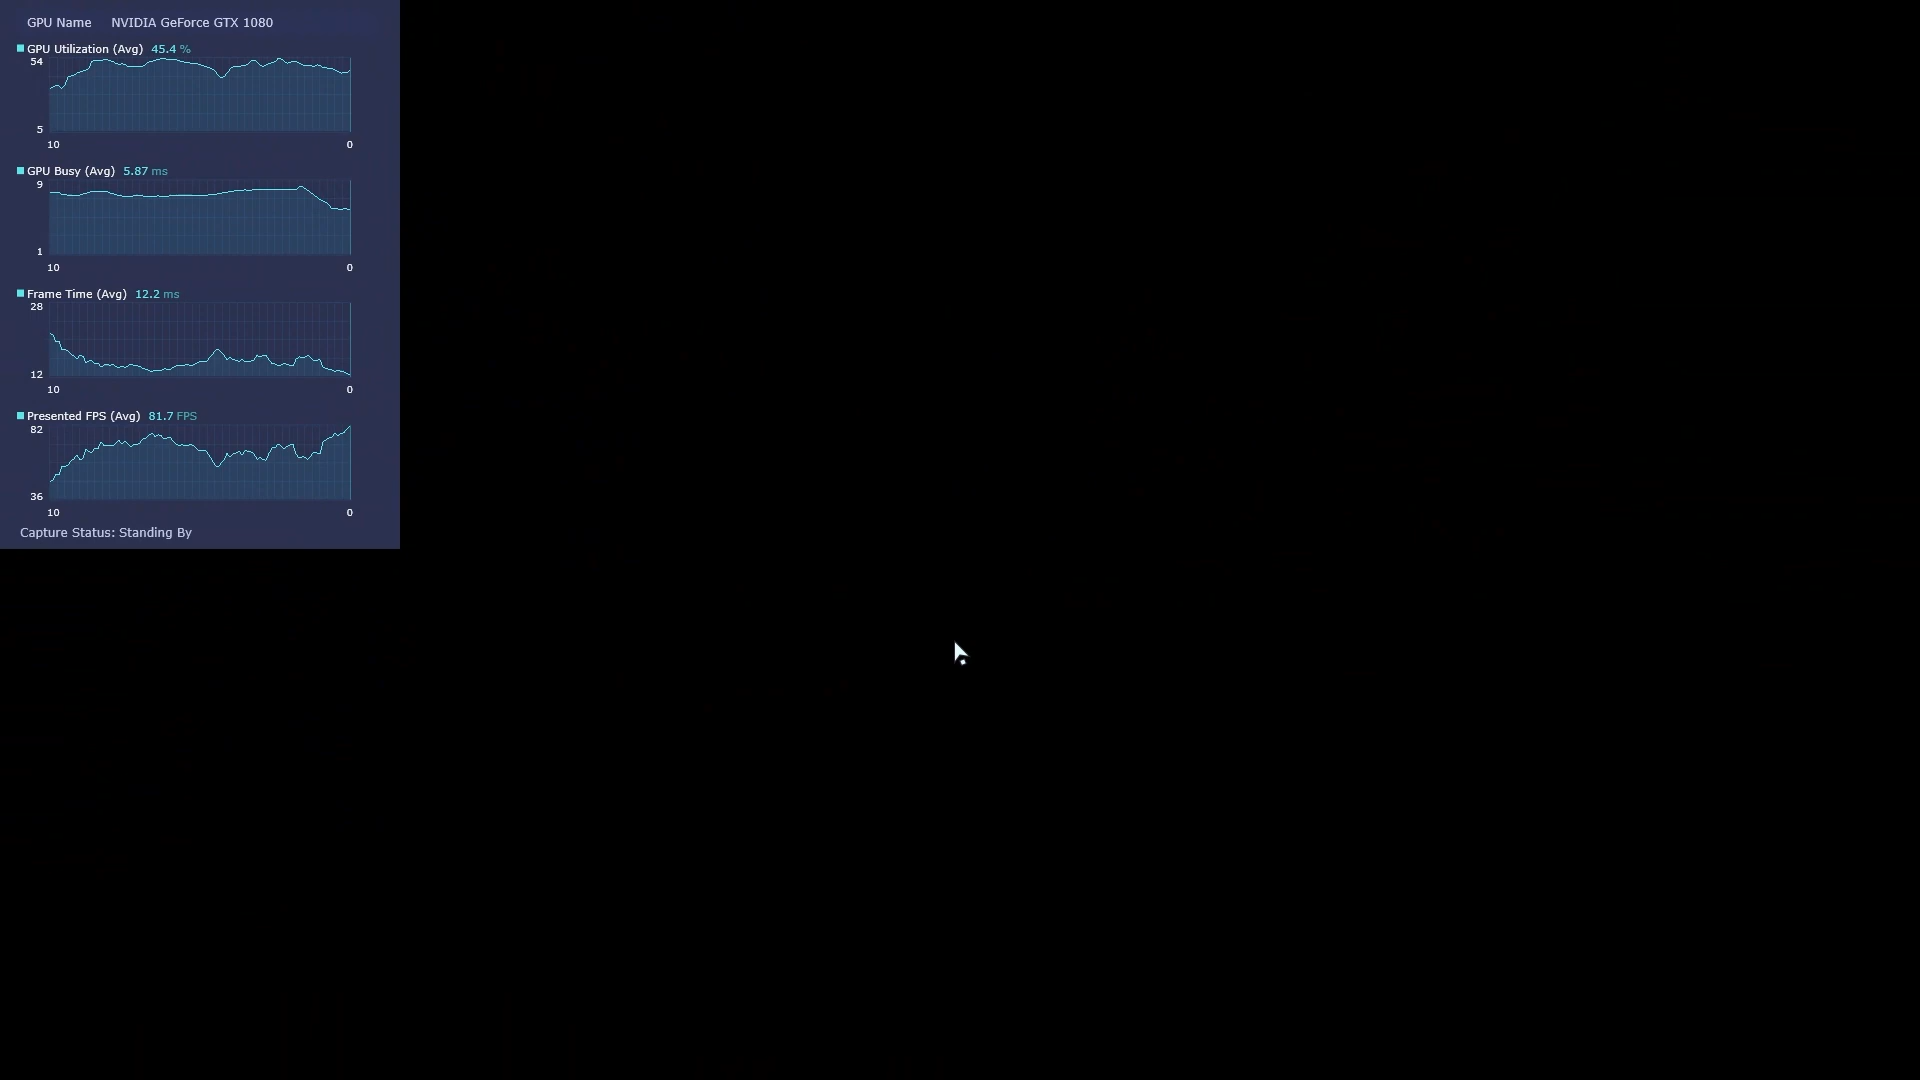 GPU Name NVIDIA GeForce GTX 1080
GPU Utilization (Avg) 45.4 %
54
5
10 0
GPU Busy (Avg) 5.87 ms
9
1
10 0
Frame Time (Avg) 12.2 ms
28
12
10 0
Presented FPS (Avg) 81.7 FPS
82
36
10 0
Capture Status: Standing By